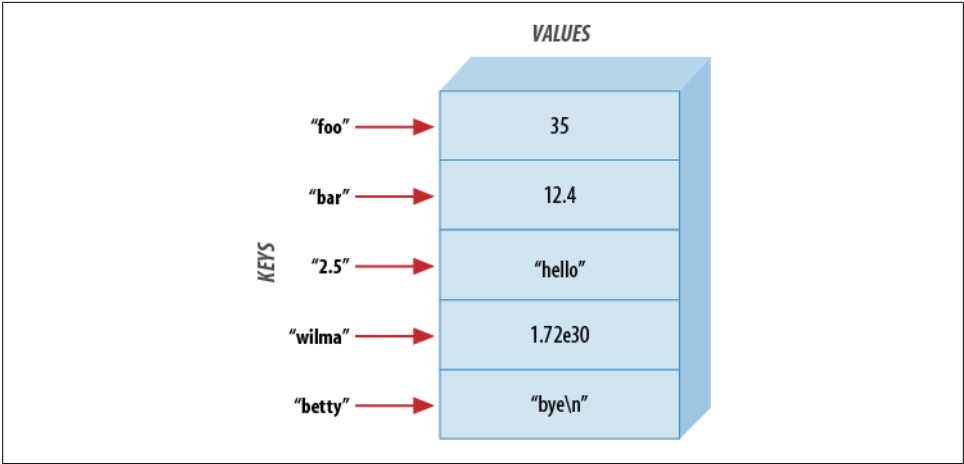 VALUES
“foo” 35
“bar” 12.4
KEYS
“2.5” “hello”
“wilma” 1.72e30
“betty” “bye\n”